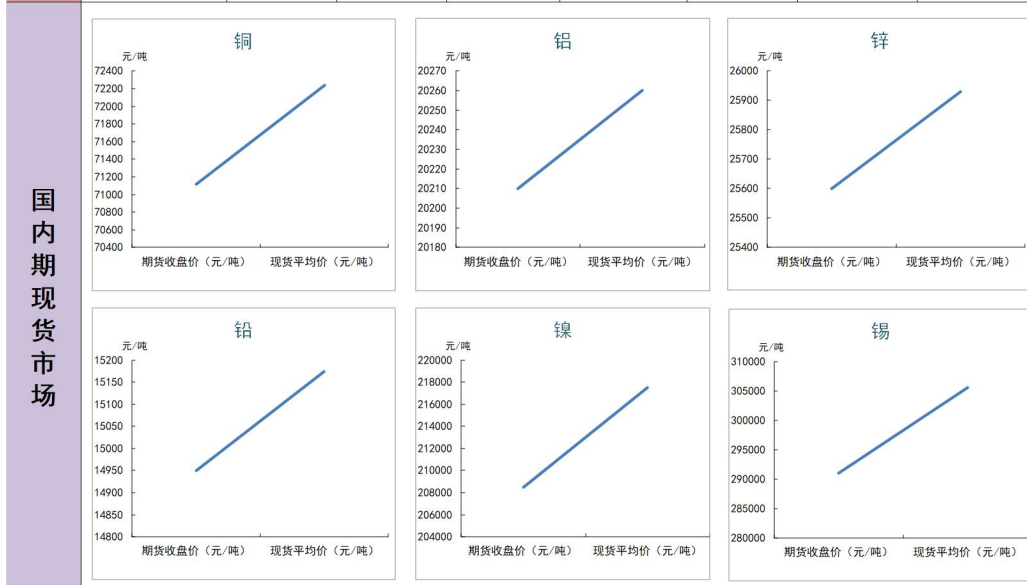 国内期现货市场
铜
元/吨
72400
72200
72000
71800
71600
71400
71200
71000
70800
70600
70400
期货收盘价（元/吨） 现货平均价（元/吨）
铝
元/吨
20270
20260
20250
20240
20230
20220
20210
20200
20190
20180
期货收盘价（元/吨） 现货平均价（元/吨）
锌
元/吨
26000
25900
25800
25700
25600
25500
25400
期货收盘价（元/吨） 现货平均价（元/吨）
铅
元/吨
15200
15150
15100
15050
15000
14950
14900
14850
14800
期货收盘价（元/吨） 现货平均价（元/吨）
镍
元/吨
220000
218000
216000
214000
212000
210000
208000
206000
204000
期货收盘价（元/吨） 现货平均价（元/吨）
锡
元/吨
310000
305000
300000
295000
290000
285000
280000
期货收盘价（元/吨） 现货平均价（元/吨）